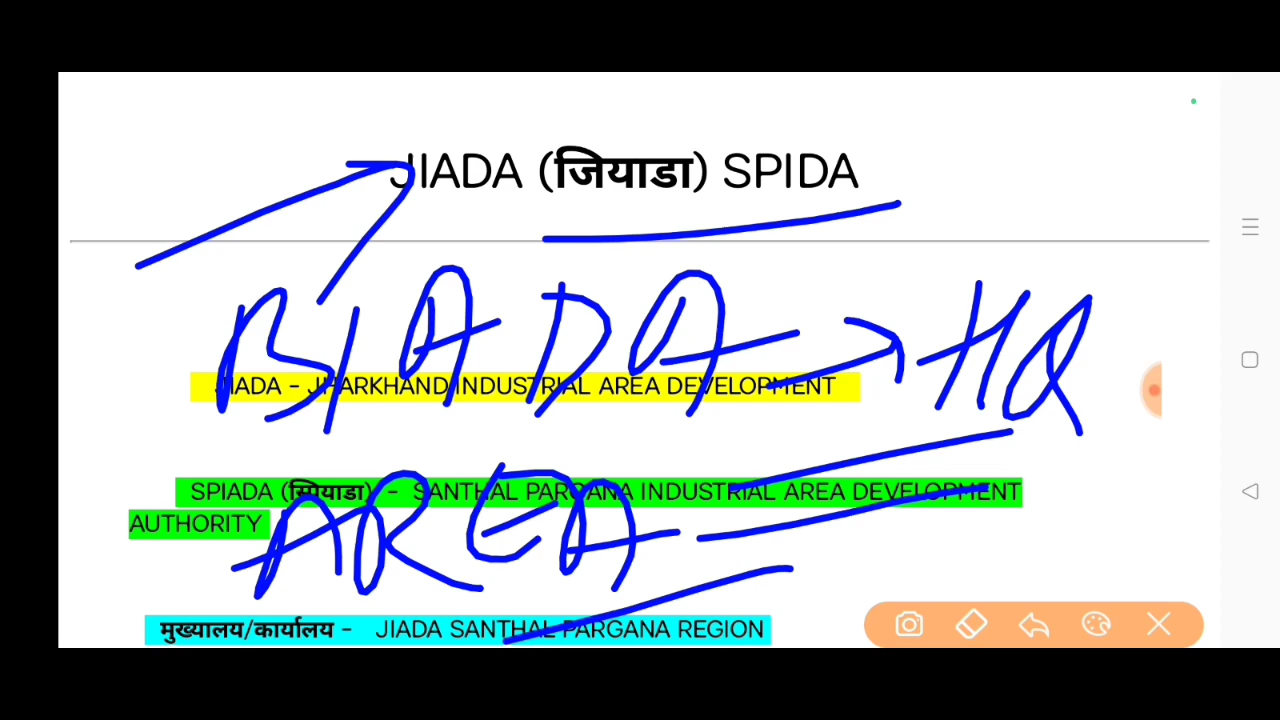 JIADA (जियाडा) SPIDA
BIADA → HQ
JIADA - JHARKHAND INDUSTRIAL AREA DEVELOPMENT
SPIADA (स्पियाडा) - SANTHAL PARGANA INDUSTRIAL AREA DEVELOPMENT
AUTHORITY
AREA
मुख्यालय/कार्यालय - JIADA SANTHAL PARGANA REGION